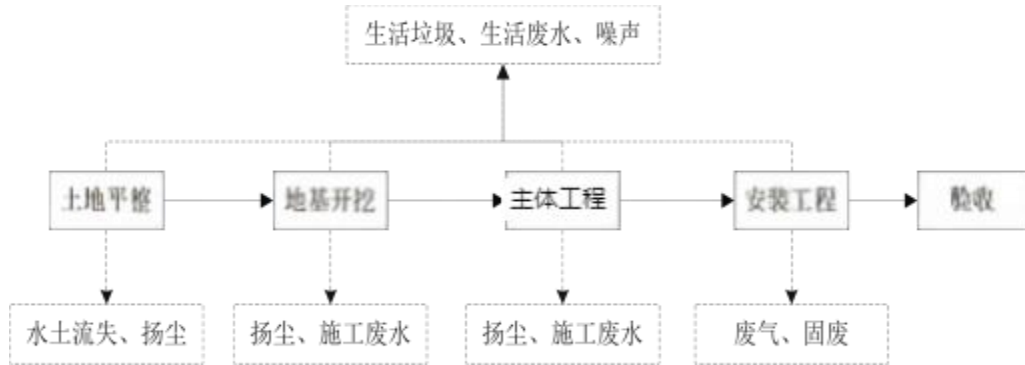 生活垃圾、生活废水、噪声
土地平整
地基开挖
主体工程
安装工程
验收
水土流失、扬尘
扬尘、施工废水
扬尘、施工废水
废气、固废